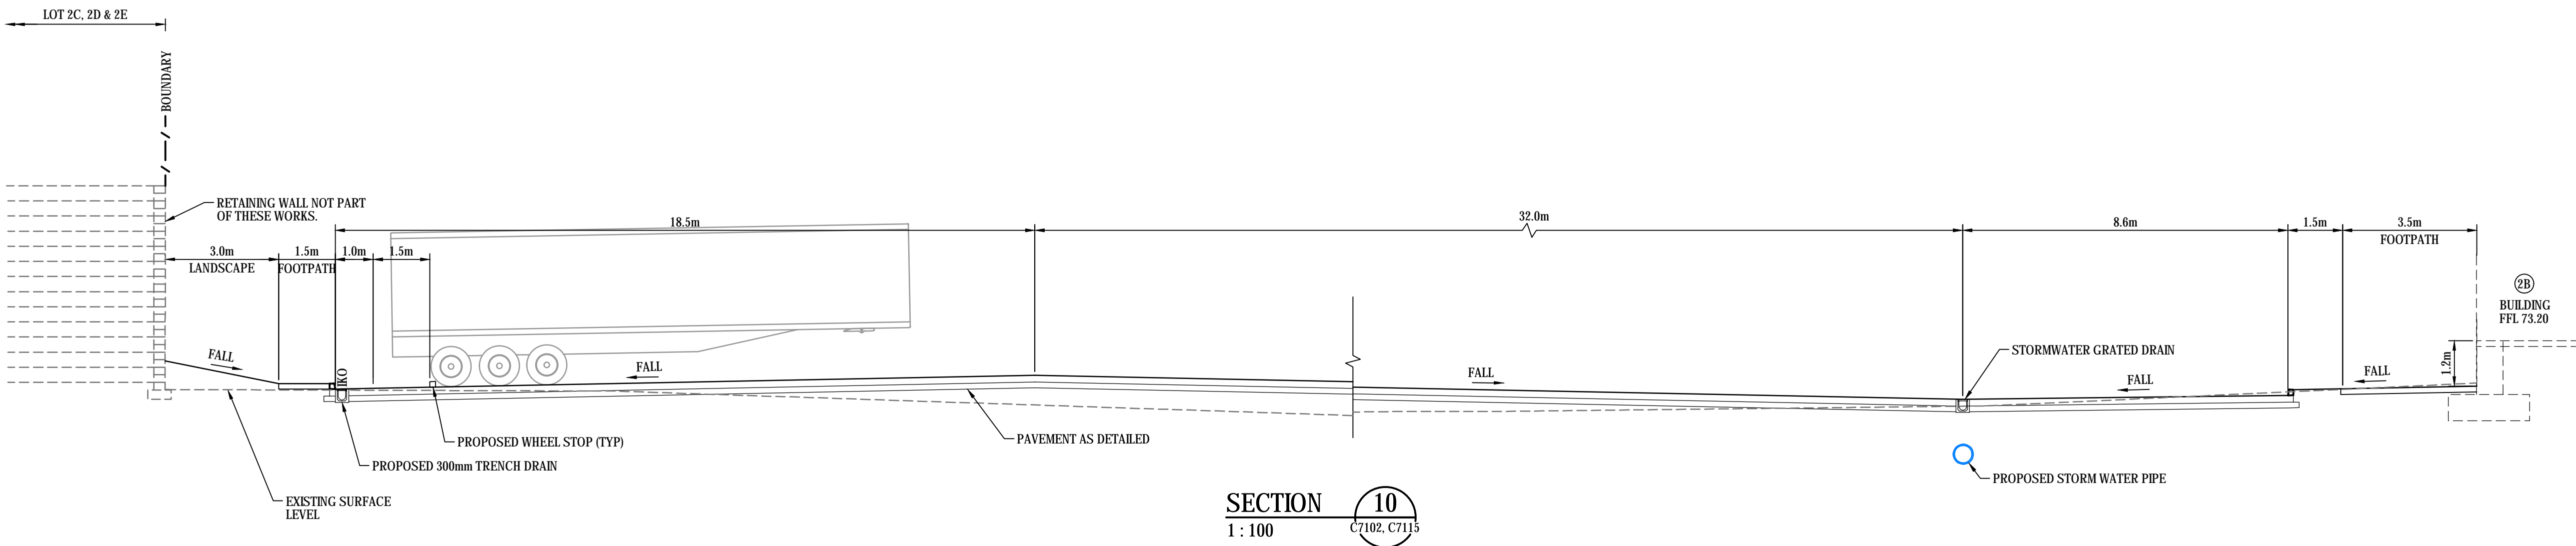 LOT 2C, 2D & 2E
BOUNDARY
RETAINING WALL NOT PART
OF THESE WORKS.
3.0m
LANDSCAPE
1.5m
FOOTPATH
1.0m
1.5m
18.5m
32.0m
8.6m
1.5m
3.5m
FOOTPATH
2B
BUILDING
FFL 73.20
1.2m
FALL
IKO
FALL
FALL
STORMWATER GRATED DRAIN
FALL
FALL
PROPOSED WHEEL STOP (TYP)
PROPOSED 300mm TRENCH DRAIN
EXISTING SURFACE
LEVEL
PAVEMENT AS DETAILED
PROPOSED STORM WATER PIPE
SECTION
1 : 100
10
C7102, C7115